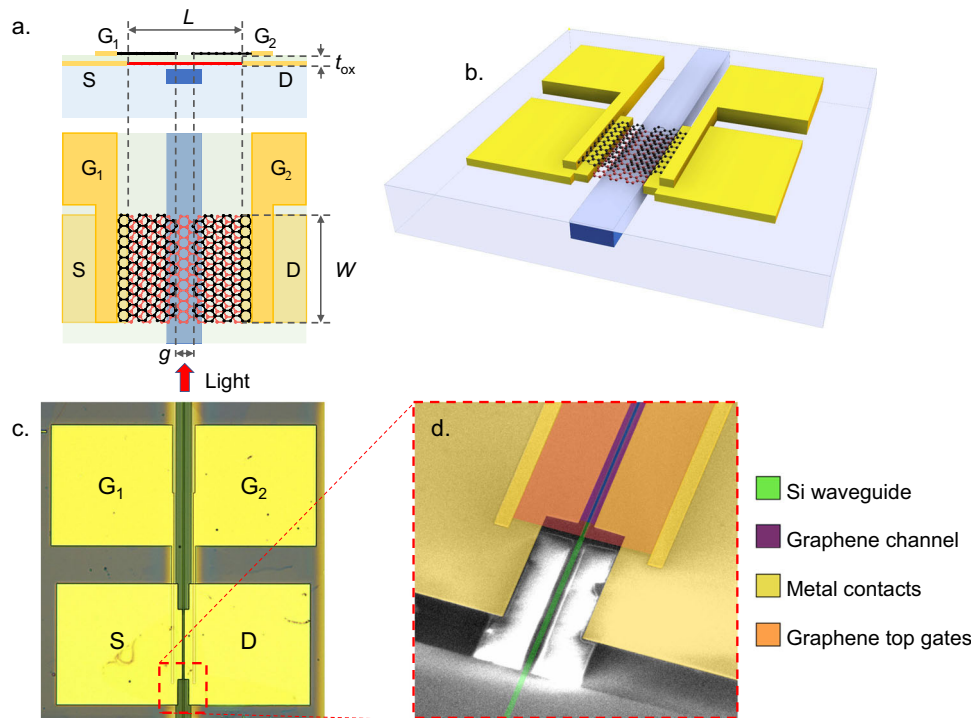 a.
L
G1
G2
tox
S
D
b.
G1
G2
S
D
W
g
Light
c.
d.
G1
G2
S
D
Si waveguide
Graphene channel
Metal contacts
Graphene top gates